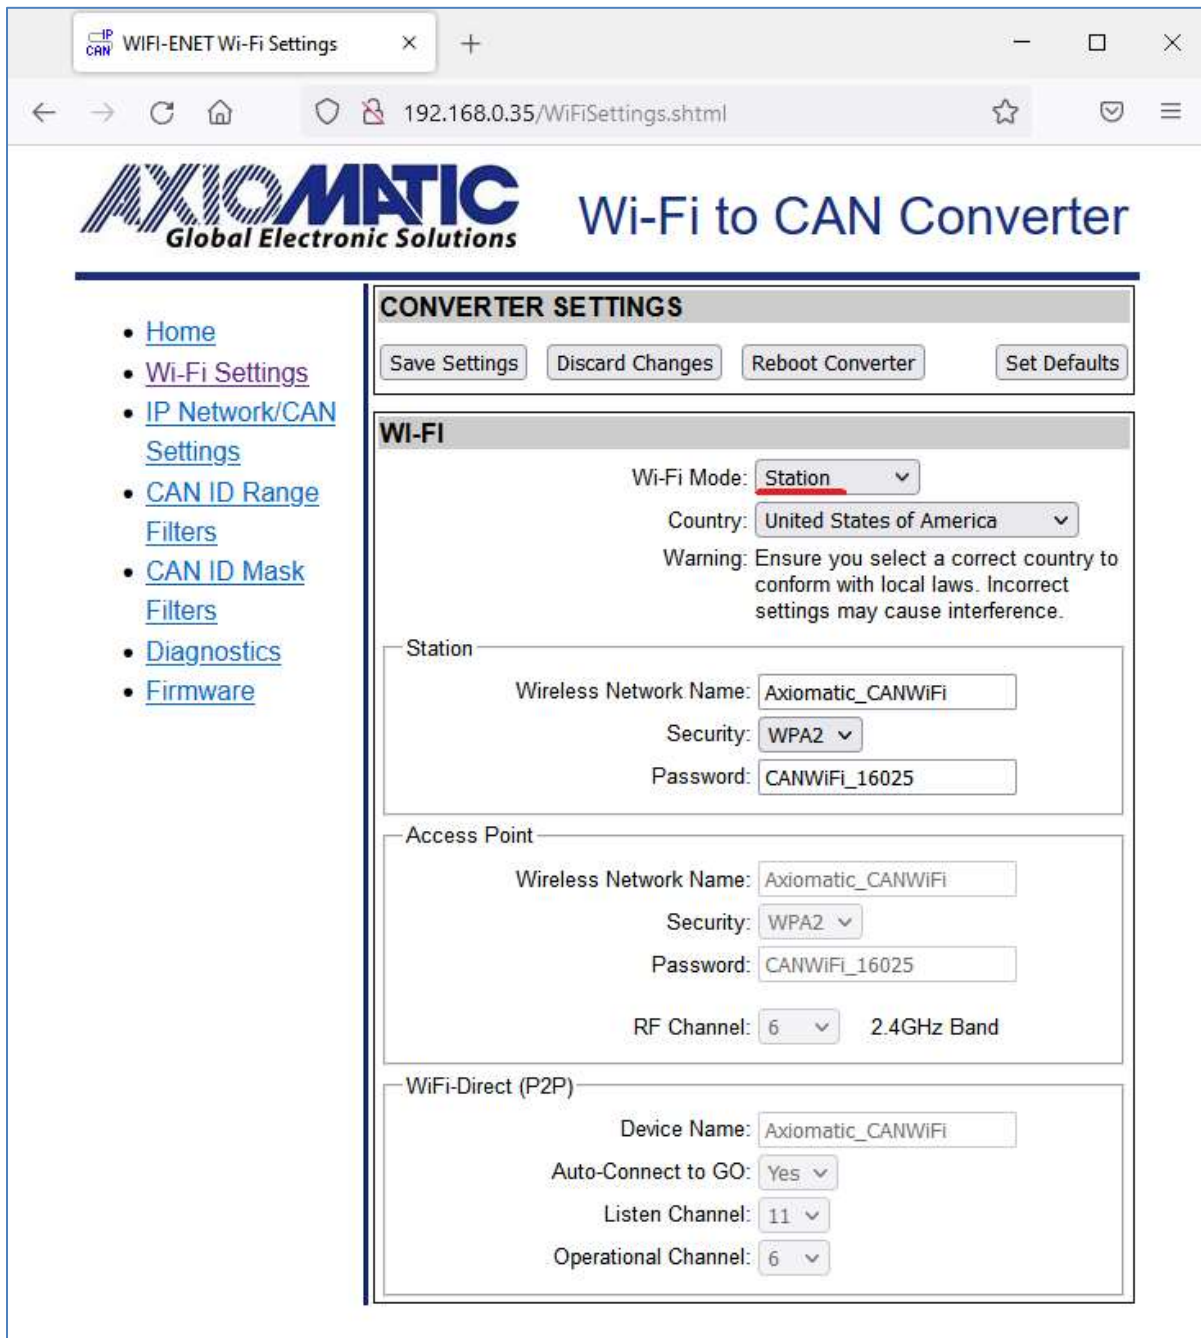 IP
CAN
WIFI-ENET Wi-Fi Settings
192.168.0.35/WiFiSettings.shtml
AXIOMATIC
Global Electronic Solutions
Wi-Fi to CAN Converter
Home
Wi-Fi Settings
IP Network/CAN
Settings
CAN ID Range
Filters
CAN ID Mask
Filters
Diagnostics
Firmware
CONVERTER SETTINGS
Save Settings Discard Changes Reboot Converter Set Defaults
WI-FI
Wi-Fi Mode: Station
Country: United States of America
Warning: Ensure you select a correct country to
conform with local laws. Incorrect
settings may cause interference.
Station
Wireless Network Name: Axiomatic_CANWiFi
Security: WPA2
Password: CANWiFi_16025
Access Point
Wireless Network Name: Axiomatic_CANWiFi
Security: WPA2
Password: CANWiFi_16025
RF Channel: 6 2.4GHz Band
WiFi-Direct (P2P)
Device Name: Axiomatic_CANWiFi
Auto-Connect to GO: Yes
Listen Channel: 11
Operational Channel: 6